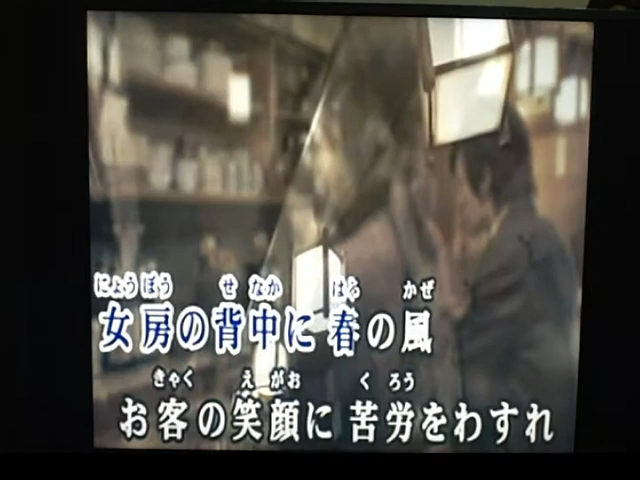 にょうぼう せなか はる かぜ
女房の背中に 春の風
きゃく えがお くろう
お客の笑顔に 苦労をわすれ